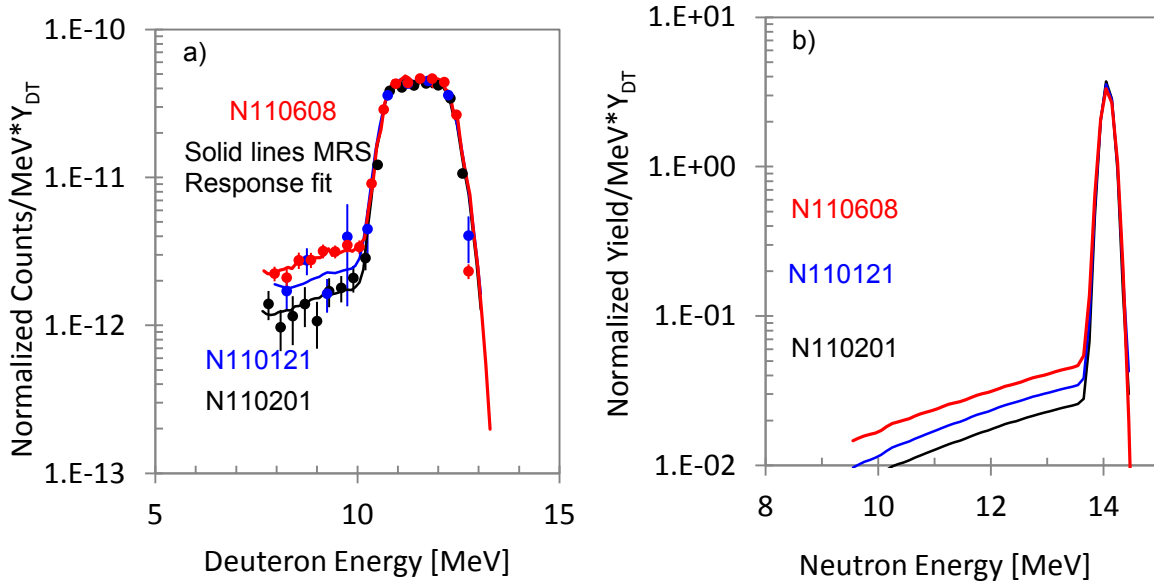 a)
N110608
Solid lines MRS
Response fit
N110121
N110201
1.E-10
1.E-11
1.E-12
1.E-13
5
10
15
Normalized Counts/MeV*Y_DT
Deuteron Energy [MeV]
b)
N110608
N110121
N110201
1.E+01
1.E+00
1.E-01
1.E-02
8
10
12
14
Normalized Yield/MeV*Y_DT
Neutron Energy [MeV]